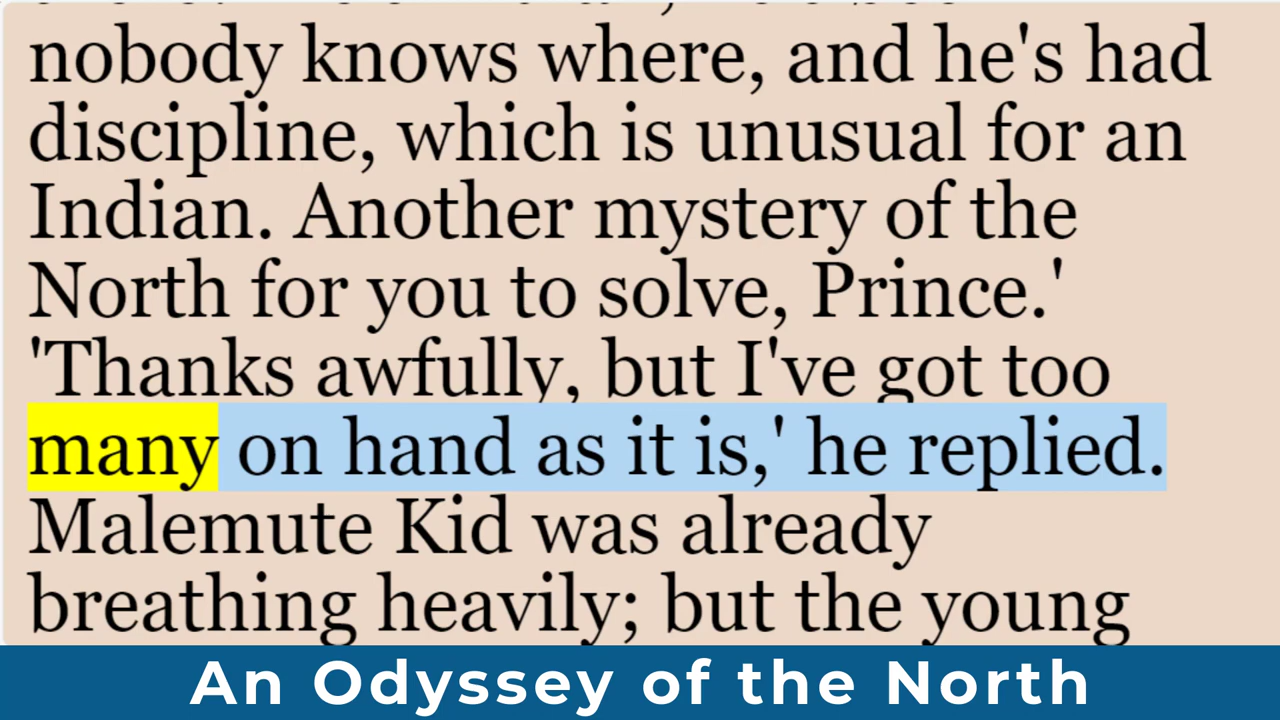 nobody knows where, and he's had
discipline, which is unusual for an
Indian. Another mystery of the
North for you to solve, Prince.'
'Thanks awfully, but I've got too
many on hand as it is,' he replied.
Malemute Kid was already
breathing heavily; but the young
An Odyssey of the North